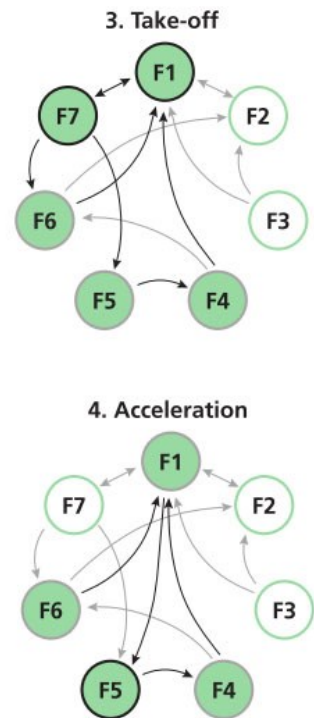 3. Take-off
F1
F7
F2
F6
F3
F5
F4
4. Acceleration
F1
F7
F2
F6
F3
F5
F4